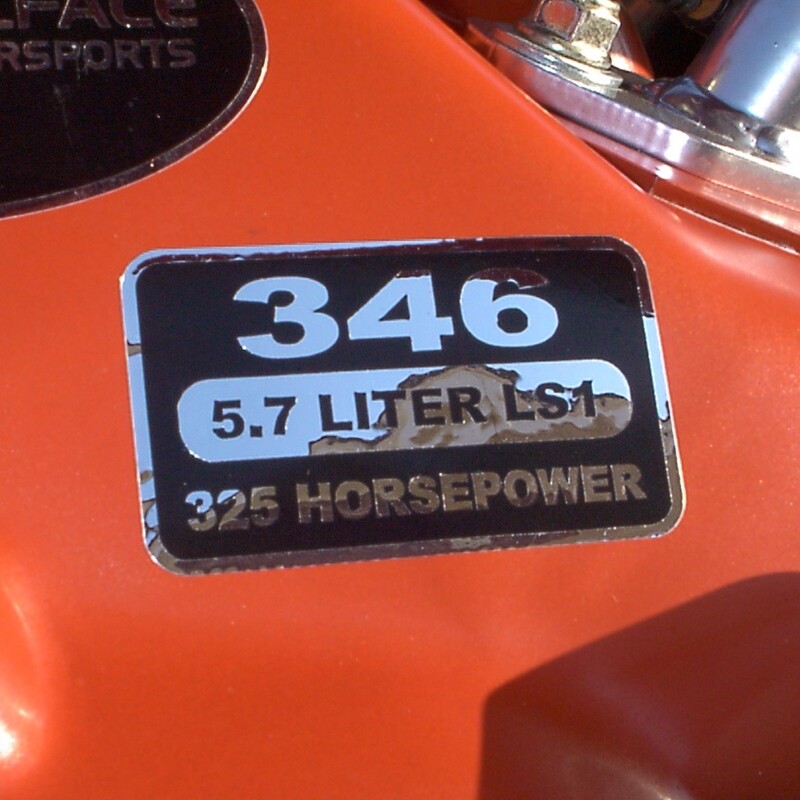 RSPORTS
346
5.7 LITER LS1
325 HORSEPOWER